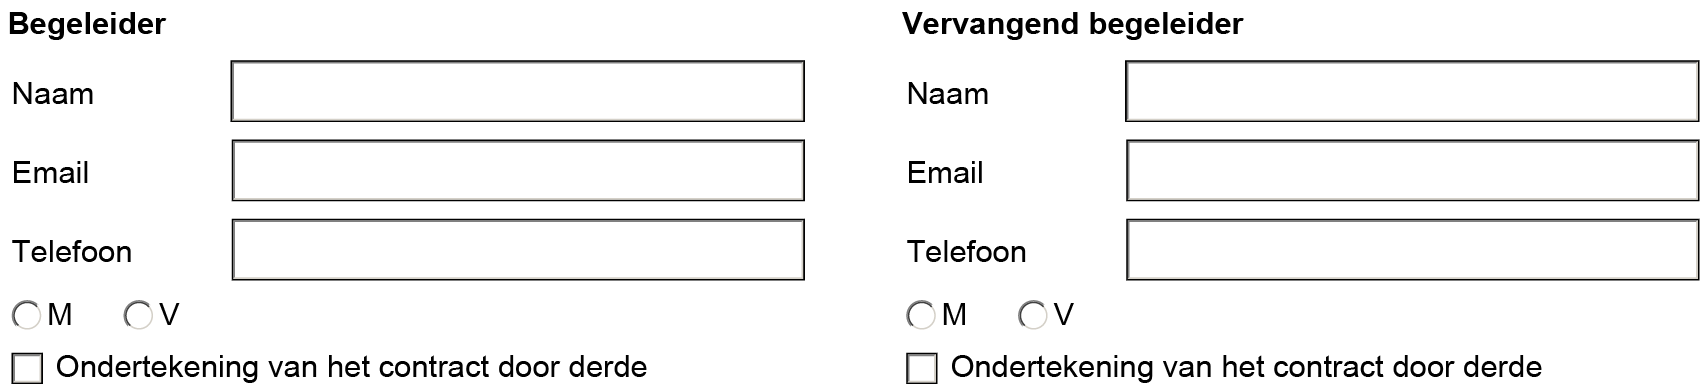 Begeleider
Naam
Email
Telefoon
M V
Ondertekening van het contract door derde
Vervangend begeleider
Naam
Email
Telefoon
M V
Ondertekening van het contract door derde